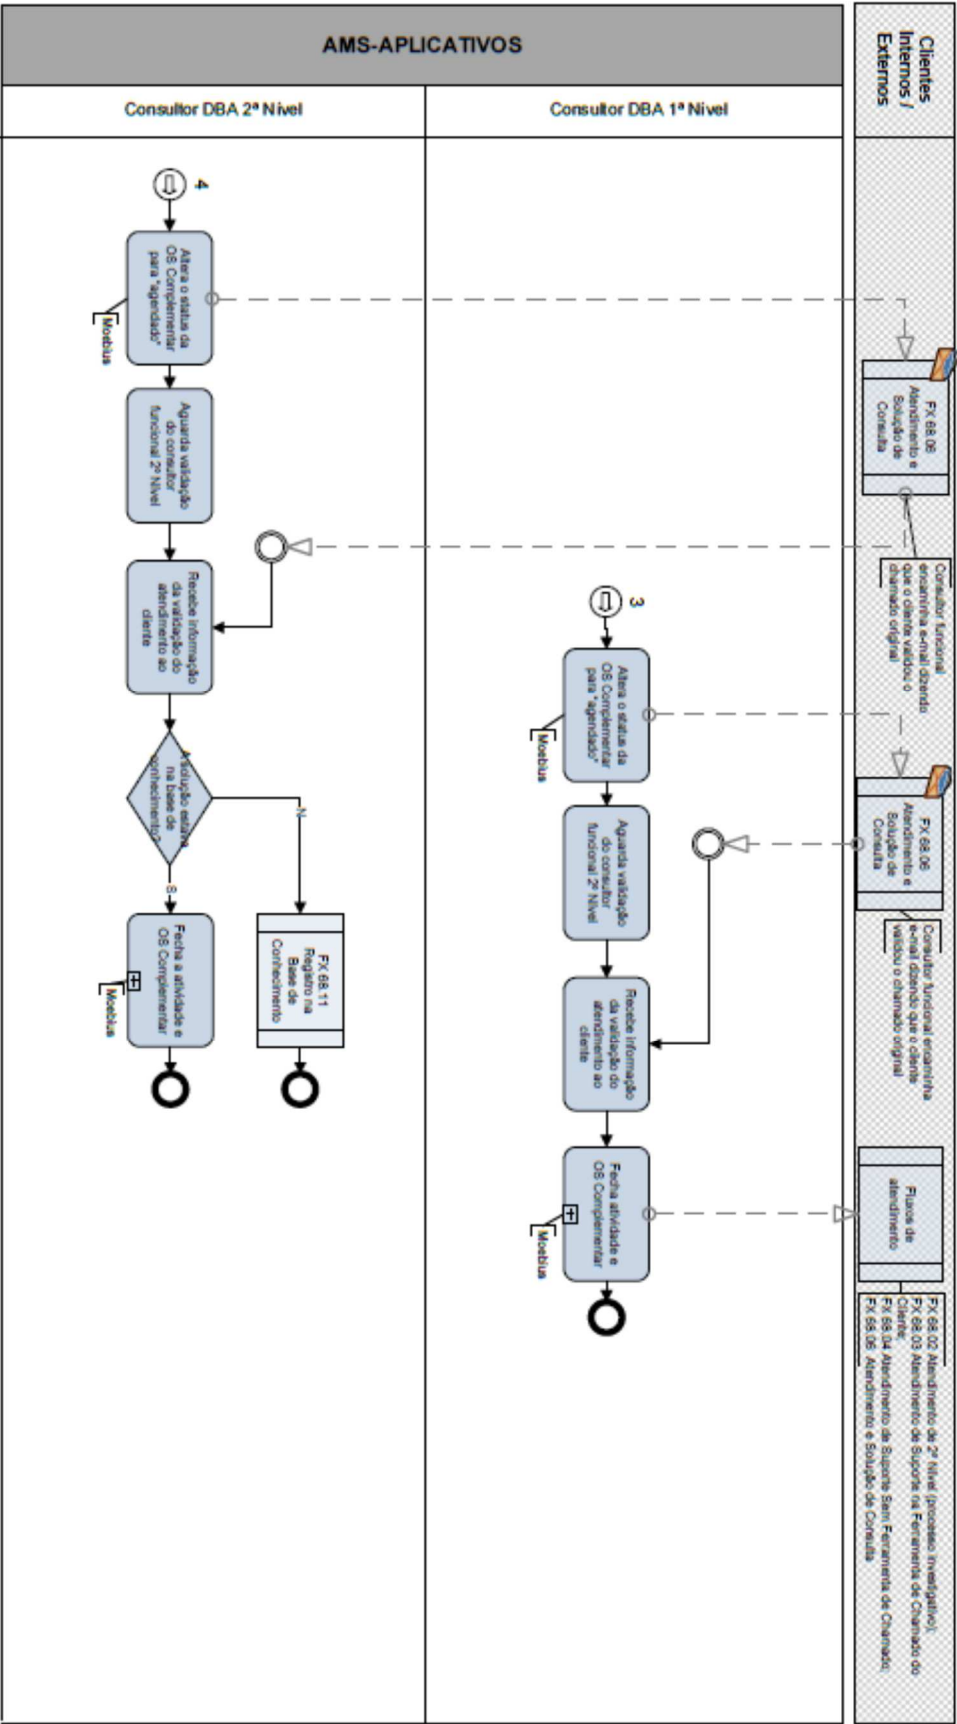 Clientes
Internos /
Externos
AMS-APLICATIVOS
Consultor DBA 1ª Nível
Consultor DBA 2ª Nível
FX 68.06
Atendimento e
Solução de
Consulta
Consultor funcional
encaminha e-mail dizendo
que o cliente validou o
chamado original
FX 68.06
Atendimento e
Solução de
Consulta
Consultor funcional encaminha
e-mail dizendo que o cliente
validou o chamado original
Fluxos de
atendimento
FX 68.02 Atendimento de 2º Nível (processo investigativo);
FX 68.03 Atendimento de Suporte na Ferramenta de Chamado do
Cliente;
FX 68.04 Atendimento de Suporte Sem Ferramenta de Chamado;
FX 68.06 Atendimento e Solução de Consulta
3
Altera o status da
OS Complementar
para "agendado"
Moebius
Aguarda validação
do consultor
funcional 2º Nível
Recebe informação
da validação do
atendimento ao
cliente
Fecha atividade e
OS Complementar
Moebius
4
Altera o status da
OS Complementar
para "agendado"
Moebius
Aguarda validação
do consultor
funcional 2º Nível
Recebe informação
da validação do
atendimento ao
cliente
A solução estava
na base de
conhecimento?
N
S
FX 68.11
Registro na
Base de
Conhecimento
Fecha a atividade e
OS Complementar
Moebius